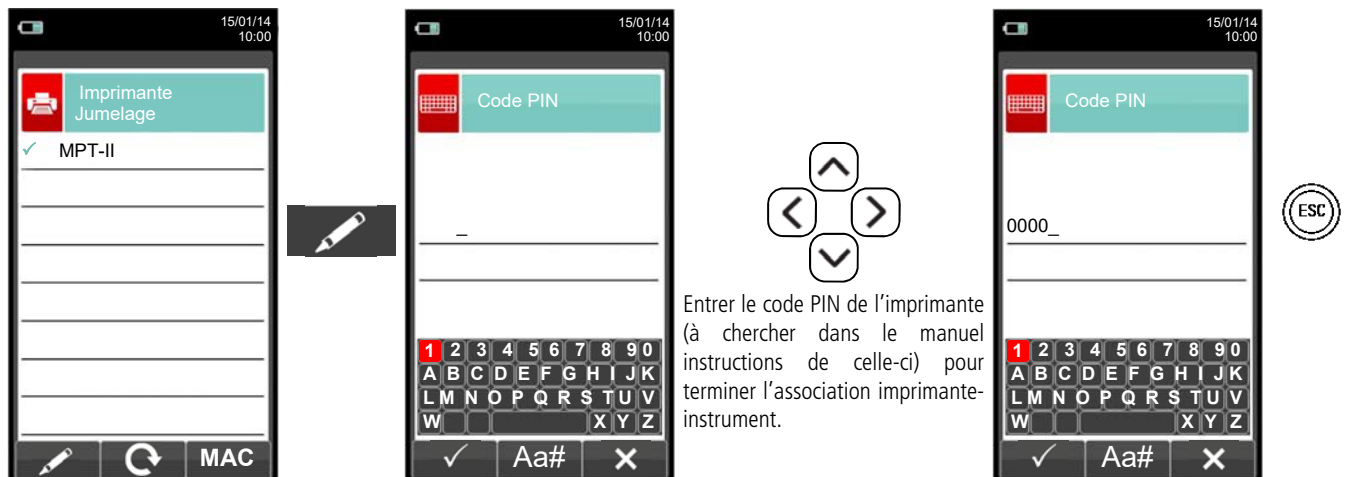 15/01/14
10:00
Imprimante
Jumelage
✓ MPT-II
MAC
15/01/14
10:00
Code PIN
_
1 2 3 4 5 6 7 8 9 0
A B C D E F G H I J K
L M N O P Q R S T U V
W X Y Z
✓ Aa# ×
Entrer le code PIN de l'imprimante
(à chercher dans le manuel
instructions de celle-ci) pour
terminer l'association imprimante-
instrument.
15/01/14
10:00
Code PIN
0000_
1 2 3 4 5 6 7 8 9 0
A B C D E F G H I J K
L M N O P Q R S T U V
W X Y Z
✓ Aa# ×
ESC